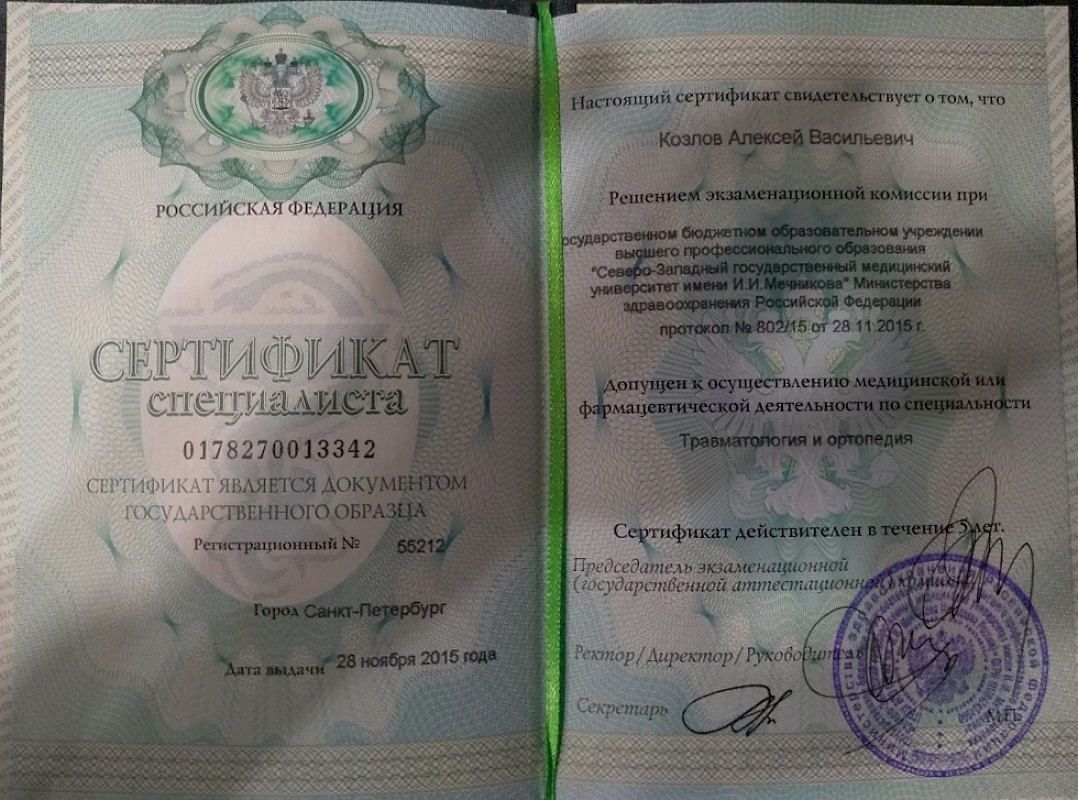 РОССИЙСКАЯ ФЕДЕРАЦИЯ
СЕРТИФИКАТ
специалиста
0178270013342
СЕРТИФИКАТ ЯВЛЯЕТСЯ ДОКУМЕНТОМ
ГОСУДАРСТВЕННОГО ОБРАЗЦА
Регистрационный № 55212
Город Санкт-Петербург
Дата выдачи 28 ноября 2015 года
Настоящий сертификат свидетельствует о том, что
Козлов Алексей Васильевич
Решением экзаменационной комиссии при
осударственном бюджетном образовательном учреждении
высшего профессионального образования
"Северо-Западный государственный медицинский
университет имени И.И.Мечникова" Министерства
здравоохранения Российской Федерации
протокол № 802/15 от 28.11.2015 г.
Допущен к осуществлению медицинской или
фармацевтической деятельности по специальности
Травматология и ортопедия
Сертификат действителен в течение 5 лет.
Председатель экзаменационной
(государственной аттестационной) комиссии
Ректор/Директор/Руководитель
Секретарь
М.П.